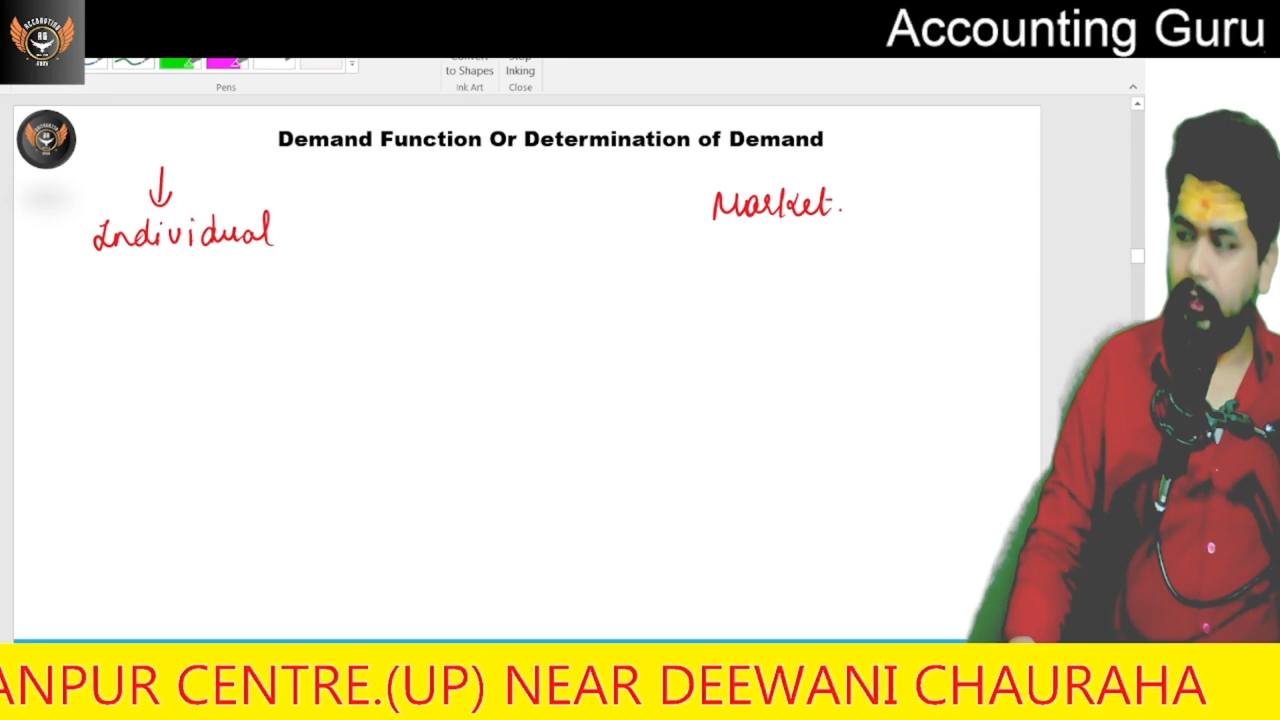 Accounting Guru
to Shapes
Inking
Pens
Ink Art
Close
Demand Function Or Determination of Demand
Individual
Market.
ANPUR CENTRE.(UP) NEAR DEEWANI CHAURAHA